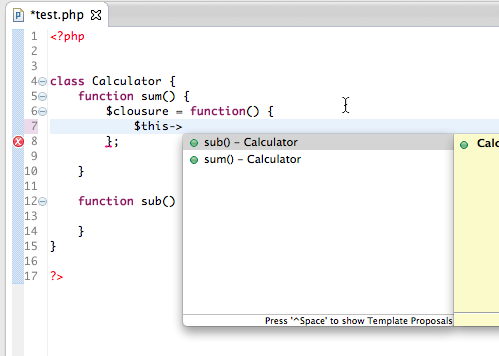 *test.php
1 <?php
2
3
4 class Calculator {
5 function sum() {
6 $clousure = function() {
7 $this->
8 };
9
10 }
11
12 function sub()
13
14 }
15 }
16
17 ?>
sub() – Calculator
sum() – Calculator
Press '^Space' to show Template Proposals
Calc